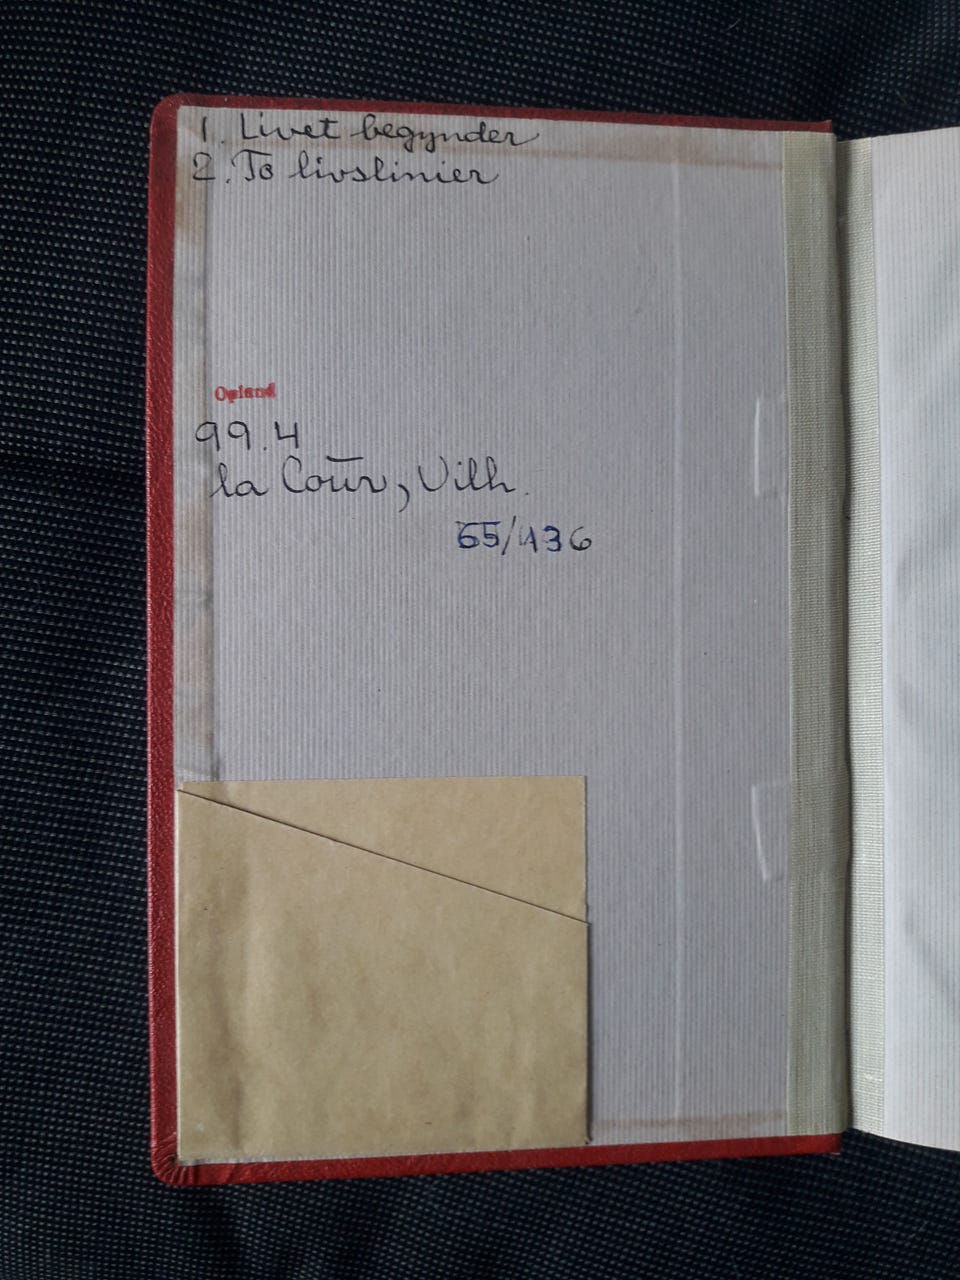 1. Livet begynder
2. To livslinier
Opland
99.4
la Cour, Vilh.
65/436